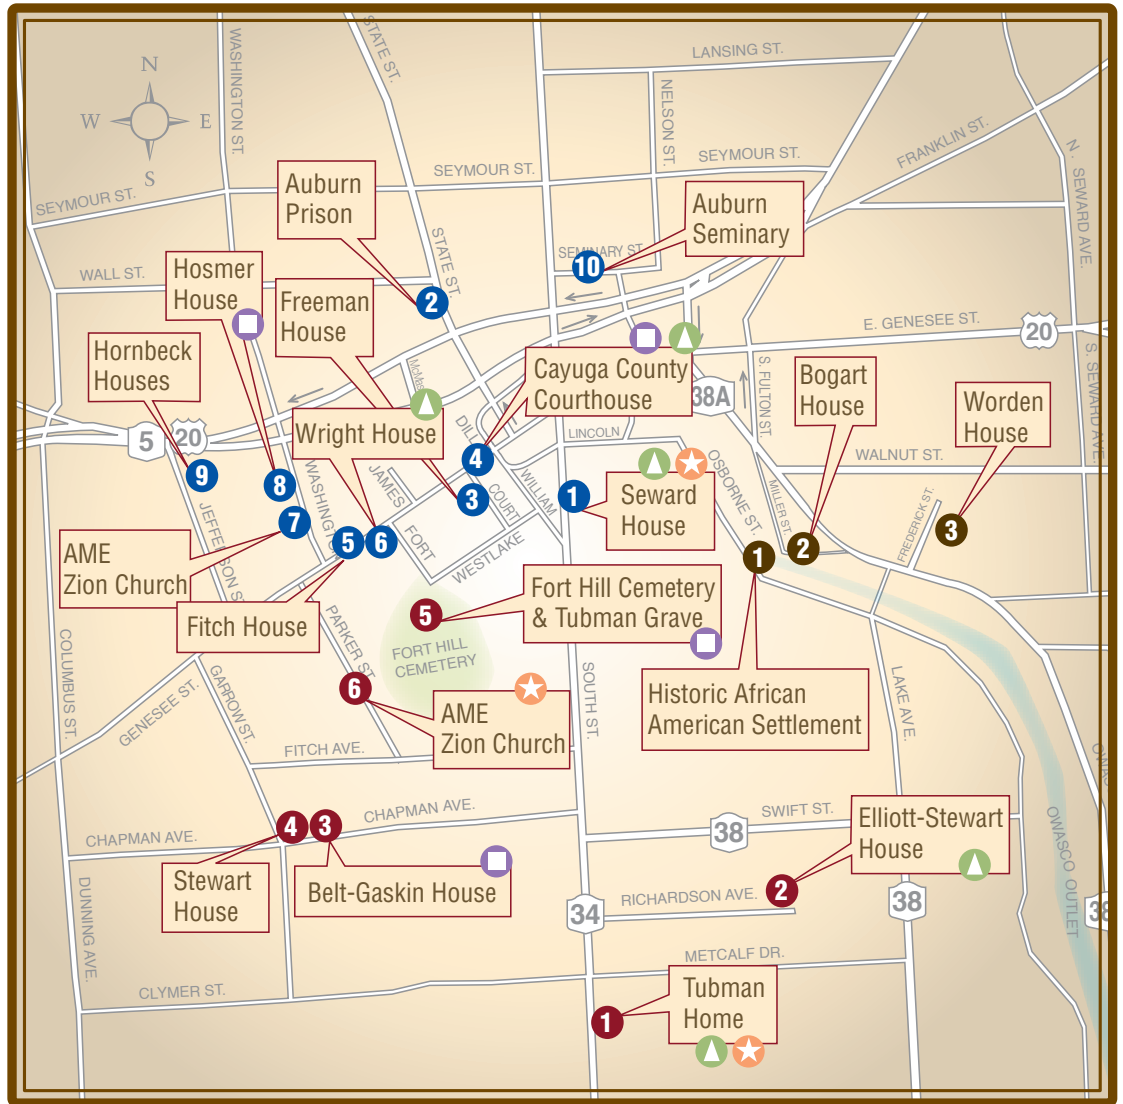 LANSING ST.
WASHINGTON ST.
STATE ST.
NELSON ST.
FRANKLIN ST.
N
W E
S
SEYMOUR ST.
SEYMOUR ST.
SEYMOUR ST.
N. SEWARD AVE.
Auburn
Prison
Auburn
Seminary
STATE ST.
SEMINARY ST.
10
WALL ST.
Hosmer
House
Freeman
House
2
E. GENESEE ST.
20
Hornbeck
Houses
Cayuga County
Courthouse
S. FULTON ST.
S. SEWARD AVE.
38A
Bogart
House
Worden
House
5
20
Wright House
DILL
LINCOLN
WALNUT ST.
4
9
8
WASHINGTON
JAMES
3
COURT
WILLIAM
1
Seward
House
OSBORNE ST.
MILLER ST.
FREDERICK ST.
3
7
JEFFERSON ST.
5
6
FORT
WESTLAKE
1
2
AME
Zion Church
Fitch House
Fort Hill Cemetery
& Tubman Grave
5
FORT HILL
CEMETERY
COLUMBUS ST.
PARKER ST.
6
AME
Zion Church
SOUTH ST.
Historic African
American Settlement
LAKE AVE.
GENESEE ST.
GARROW ST.
FITCH AVE.
CHAPMAN AVE.
CHAPMAN AVE.
4
3
SWIFT ST.
38
Elliott-Stewart
House
OWASCO OUTLET
Stewart
House
Belt-Gaskin House
2
RICHARDSON AVE.
34
38
DUNNING AVE.
METCALF DR.
CLYMER ST.
Tubman
Home
1